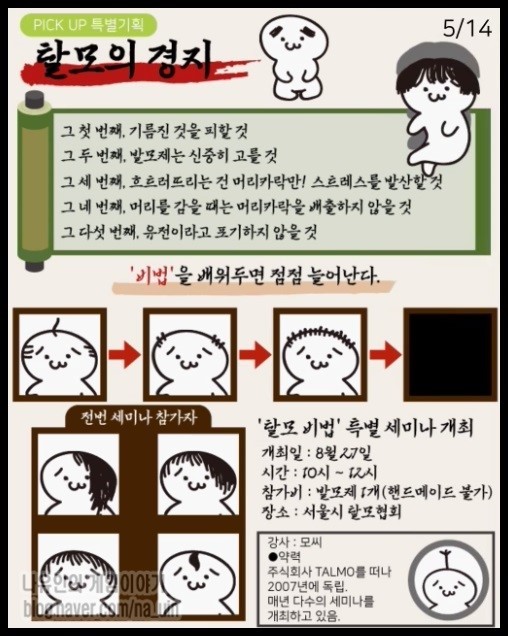 PICK UP 특별기획
5/14
탈모의 경지
그 첫 번째, 기름진 것을 피할 것
그 두 번째, 발모제는 신중히 고를 것
그 세 번째, 흐트러뜨리는 건 머리카락만! 스트레스를 발산할 것
그 네 번째, 머리를 감을 때는 머리카락을 배출하지 않을 것
그 다섯 번째, 유전이라고 포기하지 않을 것
'비법'을 배워두면 점점 늘어난다.
전번 세미나 참가자
'탈모 비법' 특별 세미나 개최
개최일 : 8월 27일
시간 : 10시 ~ 12시
참가비 : 발모제 1개(핸드메이드 불가)
장소 : 서울시 탈모협회
강사 : 모씨
●약력
주식회사 TALMO를 떠나
2007년에 독립.
매년 다수의 세미나를
개최하고 있음.
나유인의 게임이야기
blog.naver.com/na_uin